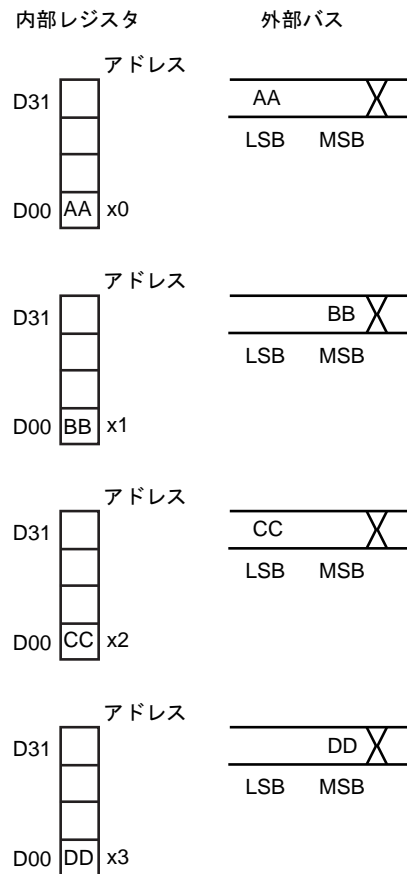 内部レジスタ 外部バス
アドレス
D31 AA
LSB MSB
D00 AA x0
アドレス
D31 BB
LSB MSB
D00 BB x1
アドレス
D31 CC
LSB MSB
D00 CC x2
アドレス
D31 DD
LSB MSB
D00 DD x3